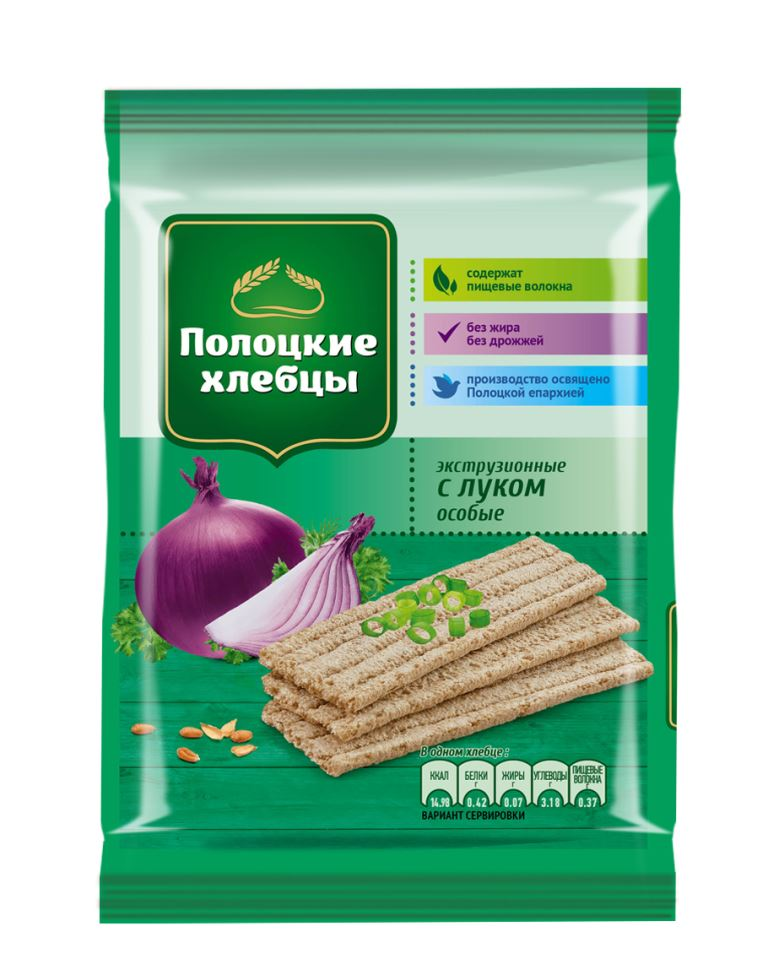 Полоцкие
хлебцы
содержат
пищевые волокна
без жира
без дрожжей
производство освящено
Полоцкой епархией
экструзионные
с луком
особые
В одном хлебце:
ККАЛ
14.98
БЕЛКИ
г
0.42
ЖИРЫ
г
0.07
УГЛЕВОДЫ
г
3.18
ПИЩЕВЫЕ
ВОЛОКНА
г
0.37
ВАРИАНТ СЕРВИРОВКИ